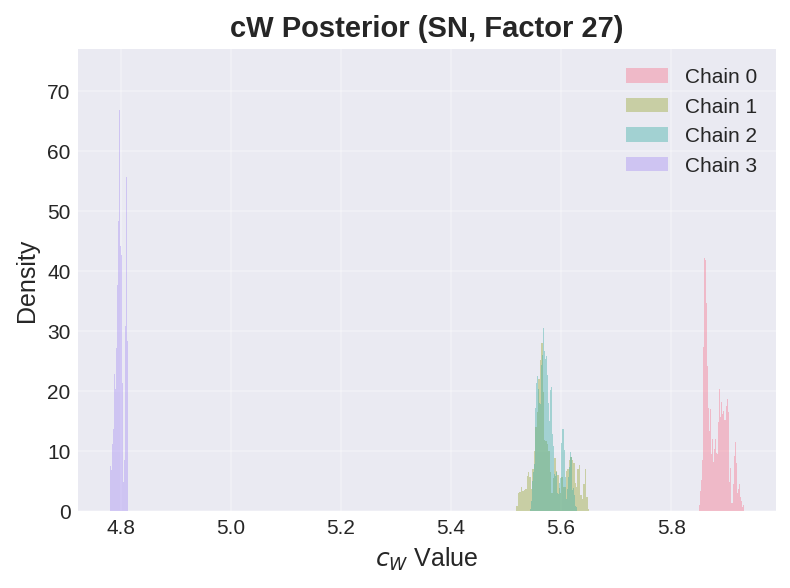 cW Posterior (SN, Factor 27)
Chain 0
Chain 1
Chain 2
Chain 3
Density
70
60
50
40
30
20
10
0
4.8 5.0 5.2 5.4 5.6 5.8
c_W Value